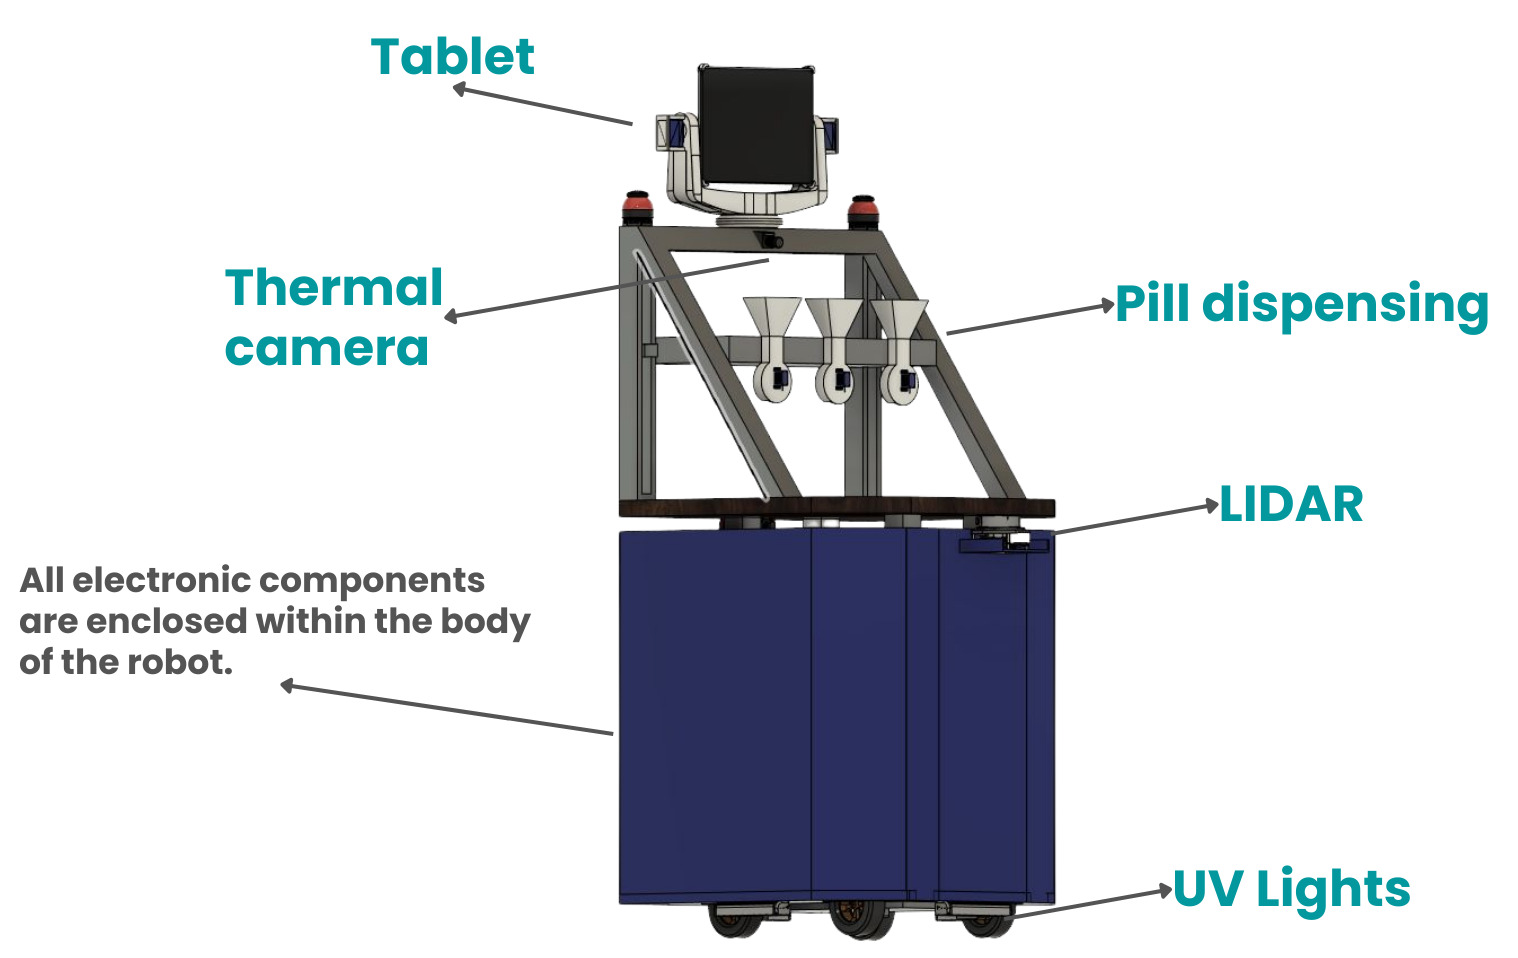 Tablet
Thermal
camera
Pill dispensing
LIDAR
All electronic components
are enclosed within the body
of the robot.
UV Lights